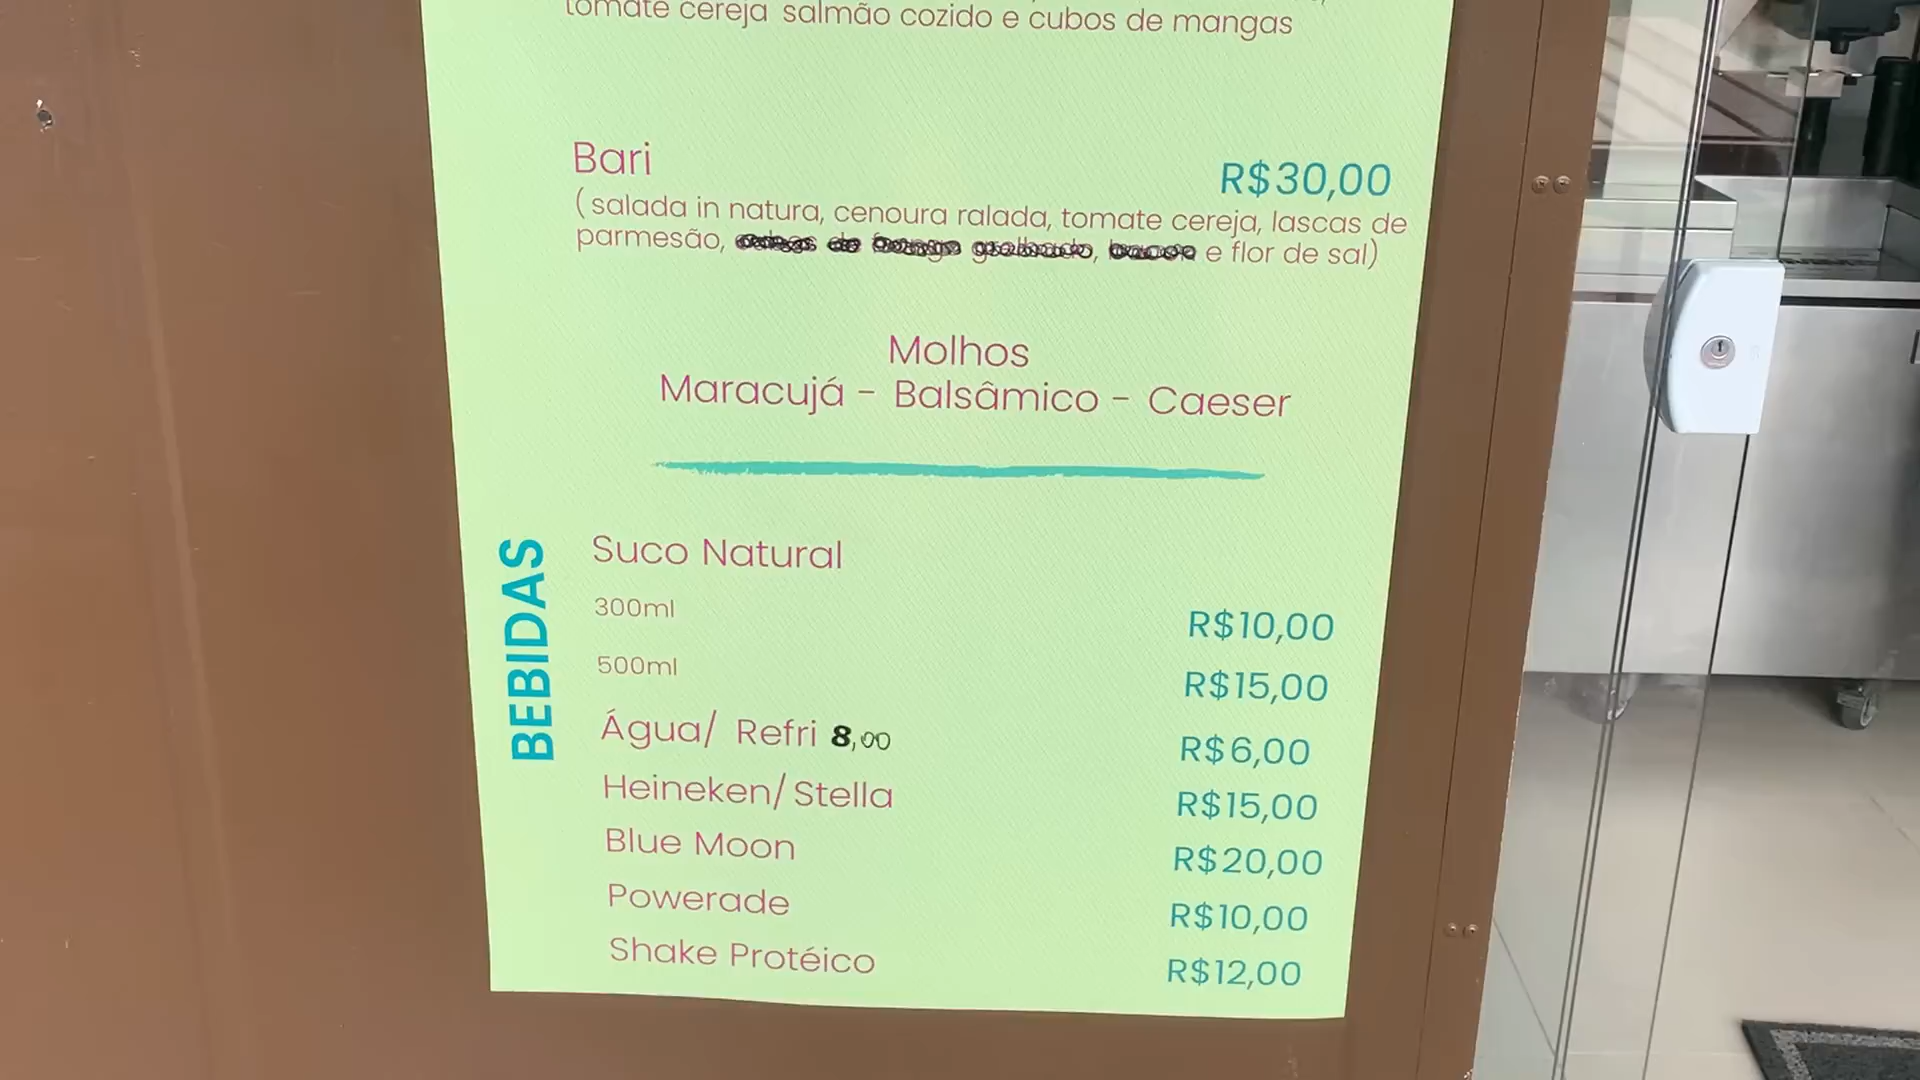 tomate cereja salmão cozido e cubos de mangas
Bari R$30,00
(salada in natura, cenoura ralada, tomate cereja, lascas de
parmesão, e flor de sal)
Molhos
Maracujá - Balsâmico - Caeser
BEBIDAS
Suco Natural
300ml R$10,00
500ml R$15,00
Água/ Refri 8,00 R$6,00
Heineken/Stella R$15,00
Blue Moon R$20,00
Powerade R$10,00
Shake Protéico R$12,00